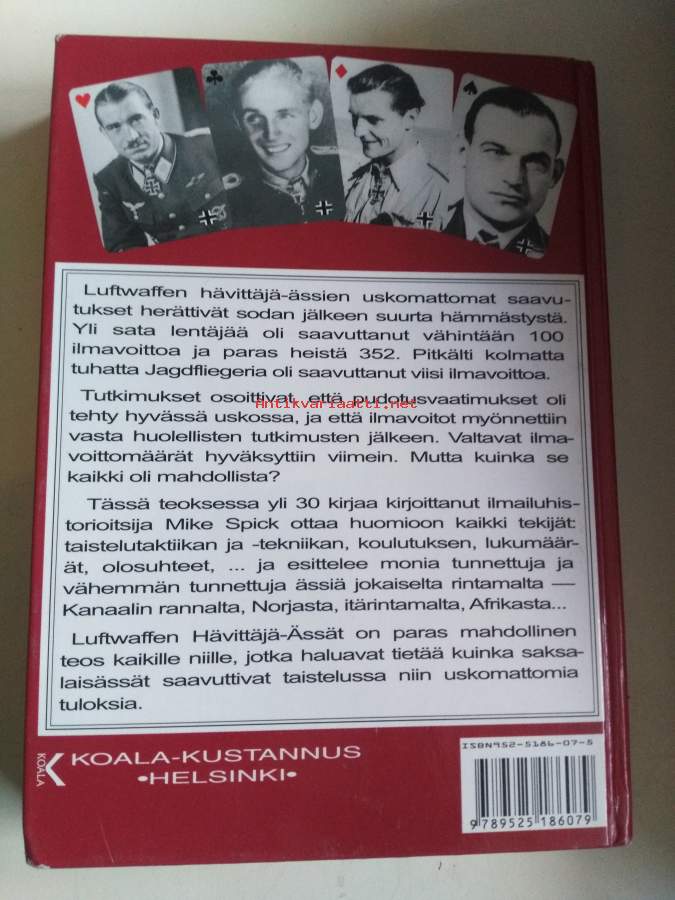 Luftwaffen hävittäjä-ässien uskomattomat saavu-
tukset herättivät sodan jälkeen suurta hämmästystä.
Yli sata lentäjää oli saavuttanut vähintään 100
ilmavoittoa ja paras heistä 352. Pitkälti kolmatta
tuhatta Jagdfliegeria oli saavuttanut viisi ilmavoittoa.
Tutkimukset osoittivat, että pudotusvaatimukset oli
Antikvariaatti.net
tehty hyvässä uskossa, ja että ilmavoitot myönnettiin
vasta huolellisten tutkimusten jälkeen. Valtavat ilma-
voittomäärät hyväksyttiin viimein. Mutta kuinka se
kaikki oli mahdollista?
Tässä teoksessa yli 30 kirjaa kirjoittanut ilmailuhis-
torioitsija Mike Spick ottaa huomioon kaikki tekijät:
taistelutaktiikan ja -tekniikan, koulutuksen, lukumäär-
ät, olosuhteet, ... ja esittelee monia tunnettuja ja
vähemmän tunnettuja ässiä jokaiselta rintamalta —
Kanaalin rannalta, Norjasta, itärintamalta, Afrikasta...
Luftwaffen Hävittäjä-Ässät on paras mahdollinen
teos kaikille niille, jotka haluavat tietää kuinka saksa-
laisässät saavuttivat taistelussa niin uskomattomia
tuloksia.
KOALA
KOALA-KUSTANNUS
•HELSINKI•
ISBN952-5186-07-5
9 789525 186079